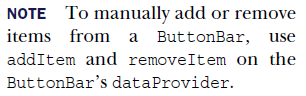 NOTE To manually add or remove
items from a ButtonBar, use
addItem and removeItem on the
ButtonBar’s dataProvider.